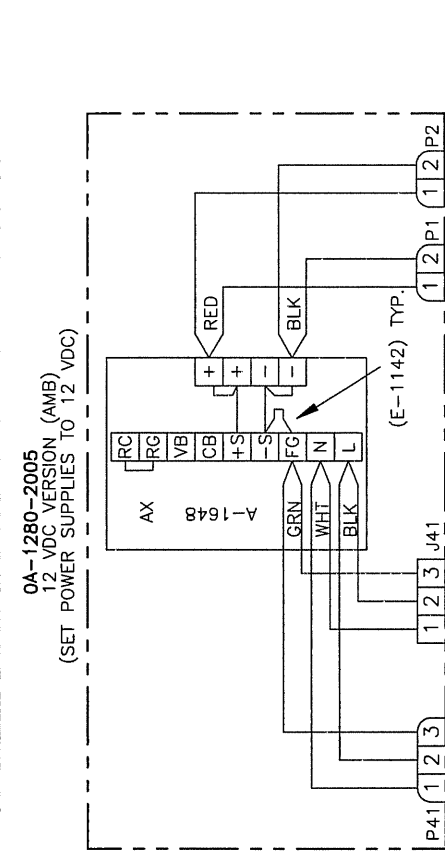 0A-1280-2005
12 VDC VERSION (AMB)
(SET POWER SUPPLIES TO 12 VDC)
AX
A-1648
RC
RG
VB
CB
+S
-S
FG
N
L
+
+
-
-
RED
BLK
GRN
WHT
BLK
(E-1142) TYP.
P41 1 2 3
1 2 3 J41
1 2 P1
1 2 P2